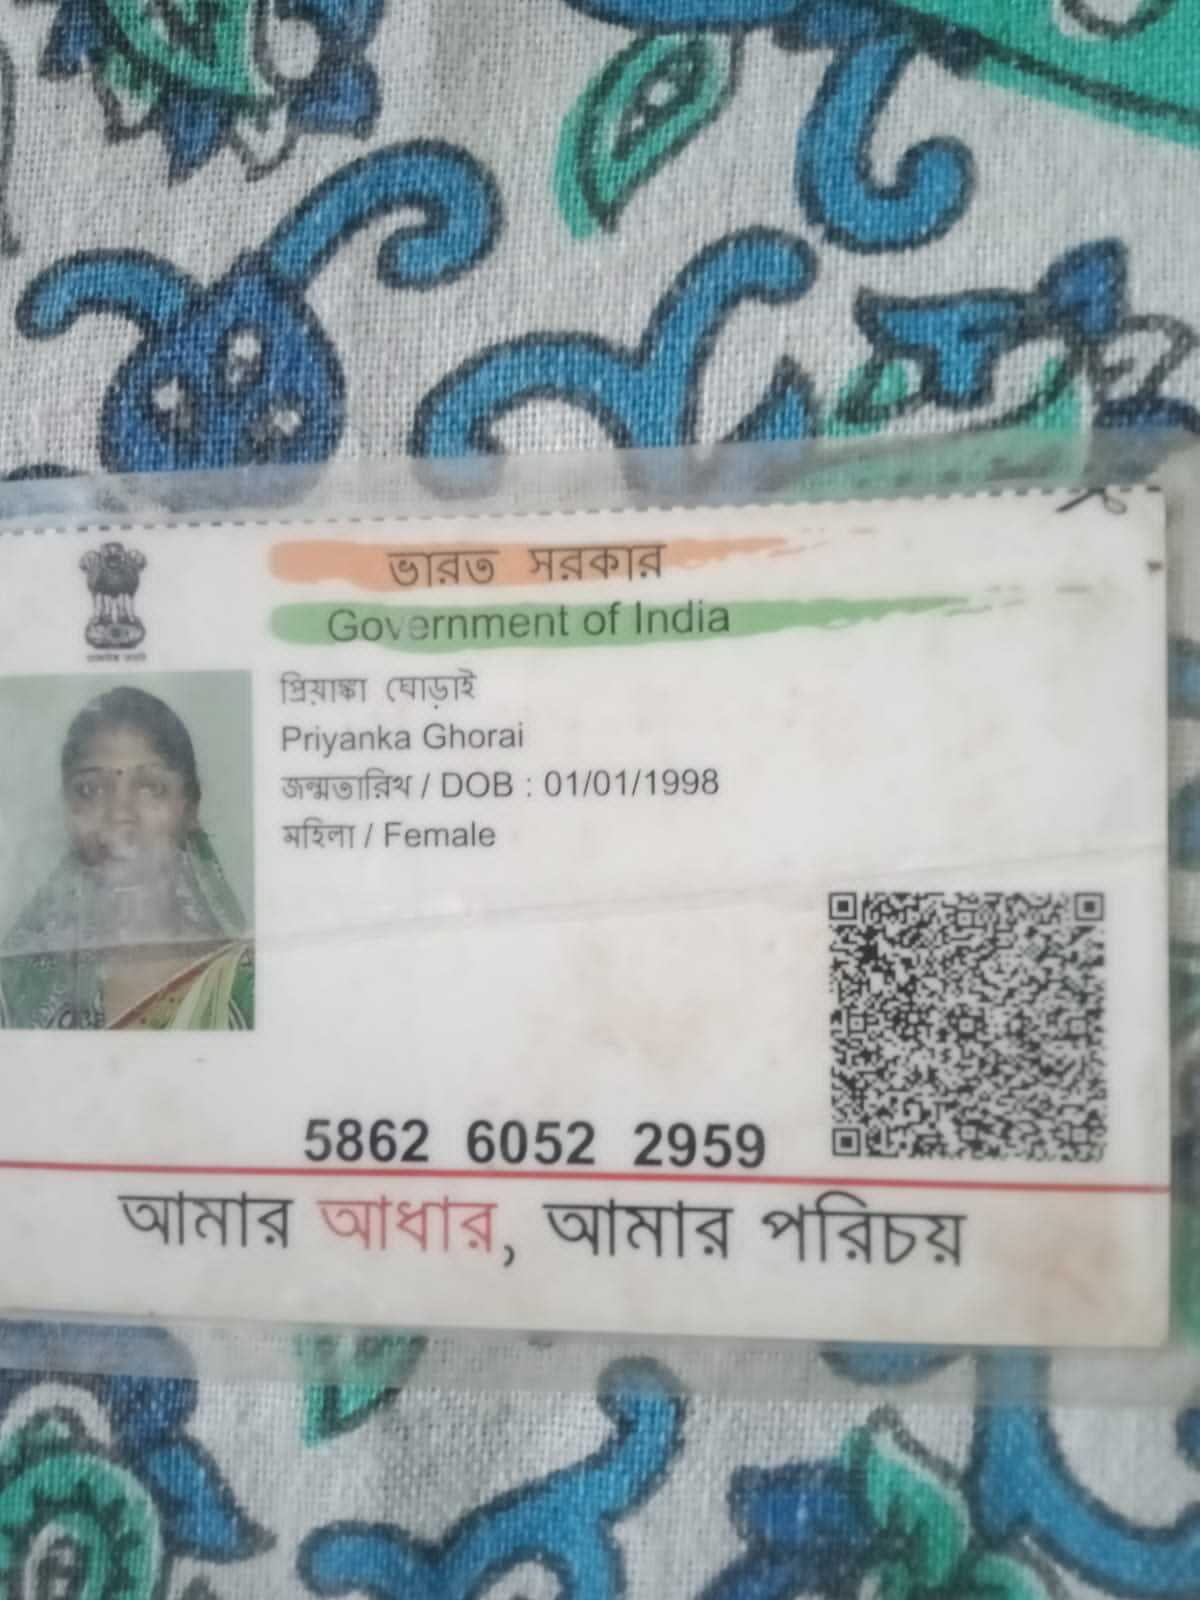 ভারত সরকার
Government of India
প্রিয়াঙ্কা ঘোড়াই
Priyanka Ghorai
জন্মতারিখ / DOB : 01/01/1998
মহিলা / Female
5862 6052 2959
আমার আধার, আমার পরিচয়